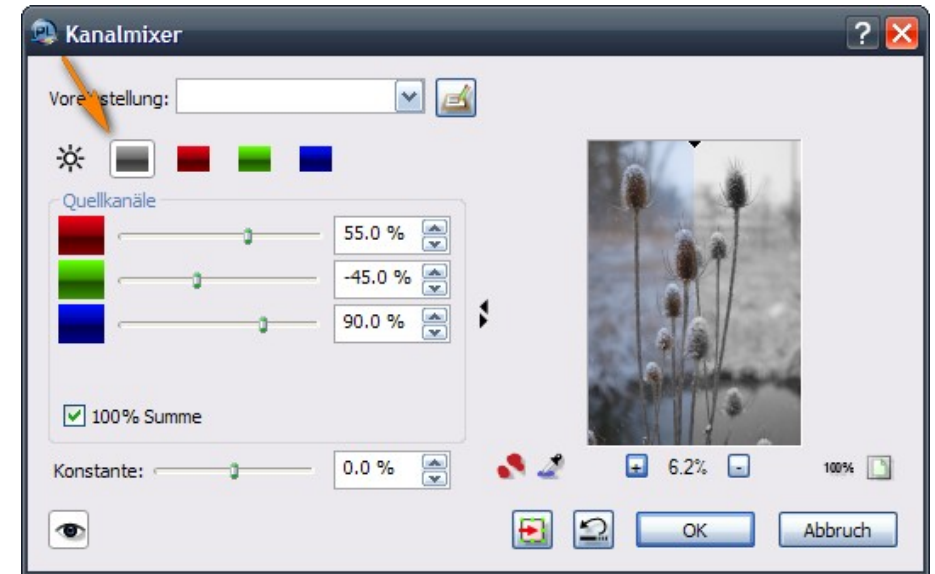 Kanalmixer
Voreinstellung:
Quellkanäle
55.0 %
-45.0 %
90.0 %
100% Summe
Konstante: 0.0 %
6.2%
100%
OK
Abbruch